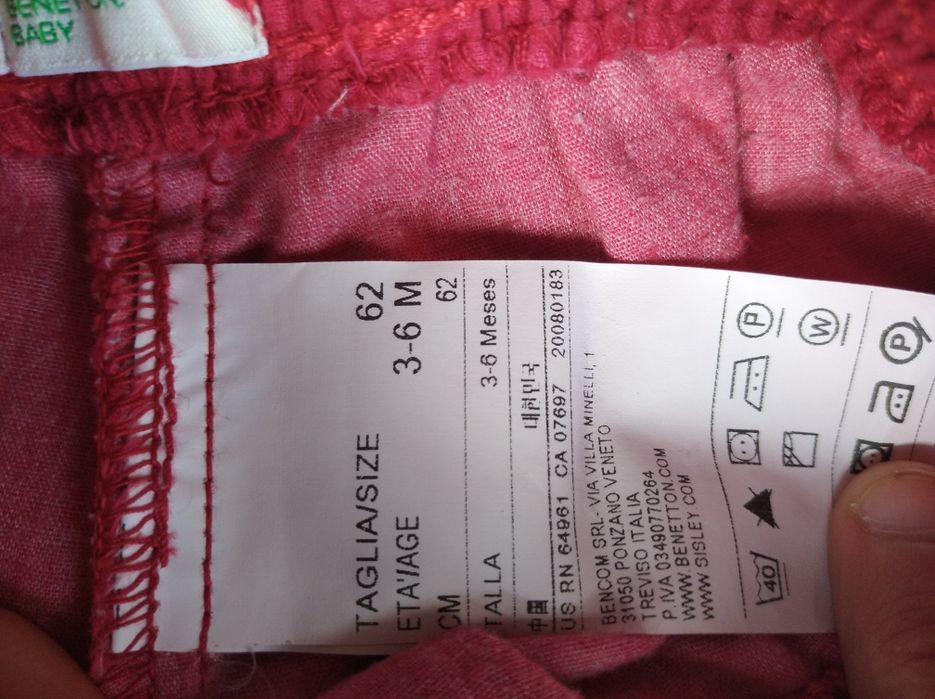 BENETTON
BABY
TAGLIA/SIZE 62
ETA'/AGE 3-6 M
CM 62
TALLA 3-6 Meses
中国 대한민국
US RN 64961 CA 07697 20080183
BENCOM SRL- VIA VILLA MINELLI, 1
31050 PONZANO VENETO
TREVISO ITALIA
P. IVA 03490770264
WWW.BENETTON.COM
WWW.SISLEY.COM
40
P
W
P